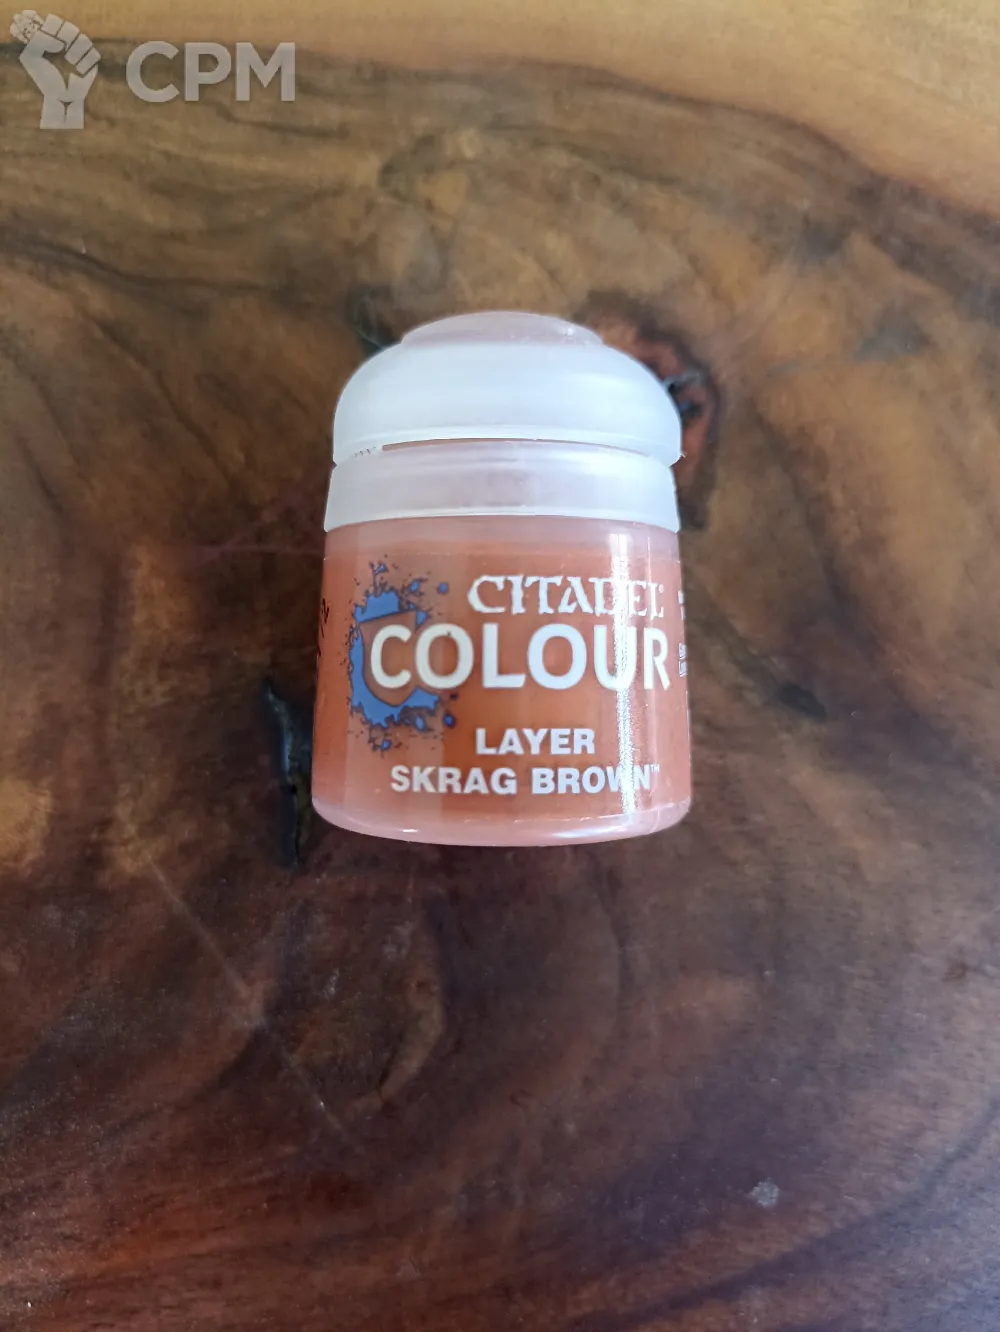 CPM
CITADEL
COLOUR
LAYER
SKRAG BROWN™